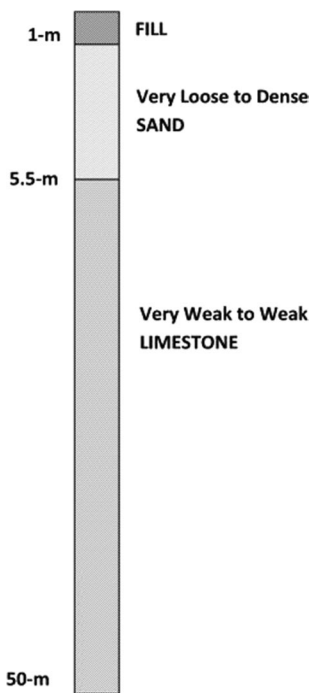 FILL
1-m
Very Loose to Dense
SAND
5.5-m
Very Weak to Weak
LIMESTONE
50-m